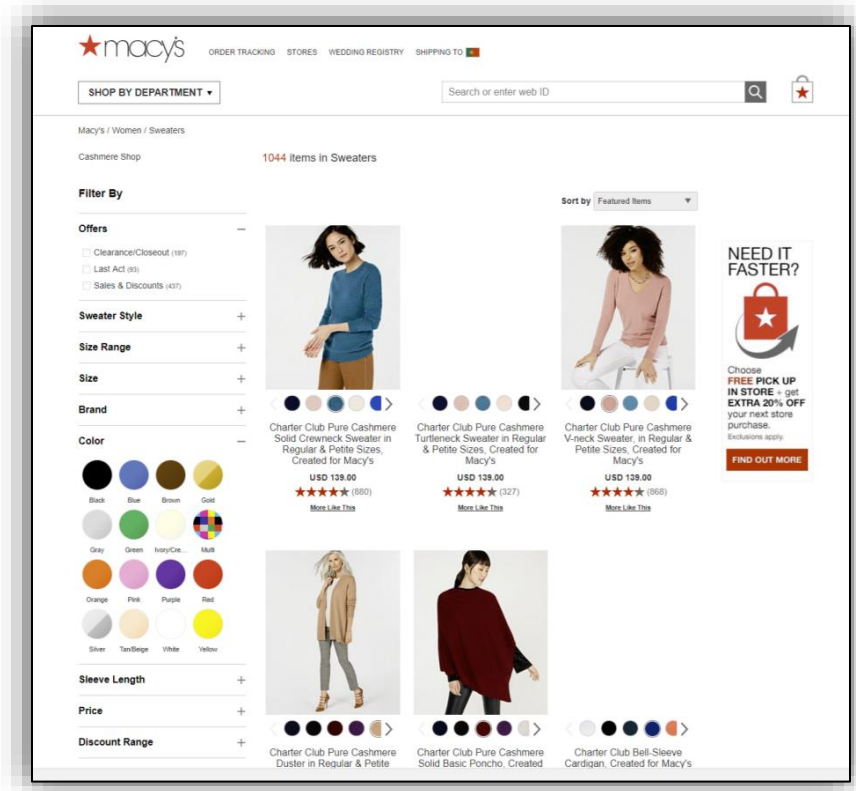 ★macy's
ORDER TRACKING STORES WEDDING REGISTRY SHIPPING TO
SHOP BY DEPARTMENT ▾
Search or enter web ID
Macy's / Women / Sweaters
Cashmere Shop
1044 items in Sweaters
Filter By
Sort by Featured Items ▼
Offers –
Clearance/Closeout (197)
Last Act (93)
Sales & Discounts (437)
Sweater Style +
Size Range +
Size +
Brand +
Color –
Black Blue Brown Gold
Gray Green Ivory/Cre... Multi
Orange Pink Purple Red
Silver Tan/Beige White Yellow
Sleeve Length +
Price +
Discount Range +
Charter Club Pure Cashmere
Solid Crewneck Sweater in
Regular & Petite Sizes,
Created for Macy's
USD 139.00
(880)
More Like This
Charter Club Pure Cashmere
Turtleneck Sweater in Regular
& Petite Sizes, Created for
Macy's
USD 139.00
(327)
More Like This
Charter Club Pure Cashmere
V-neck Sweater, in Regular &
Petite Sizes, Created for
Macy's
USD 139.00
(868)
More Like This
Charter Club Pure Cashmere
Duster in Regular & Petite
Charter Club Pure Cashmere
Solid Basic Poncho, Created
Charter Club Bell-Sleeve
Cardigan, Created for Macy's
NEED IT
FASTER?
Choose
FREE PICK UP
IN STORE + get
EXTRA 20% OFF
your next store
purchase.
Exclusions apply.
FIND OUT MORE